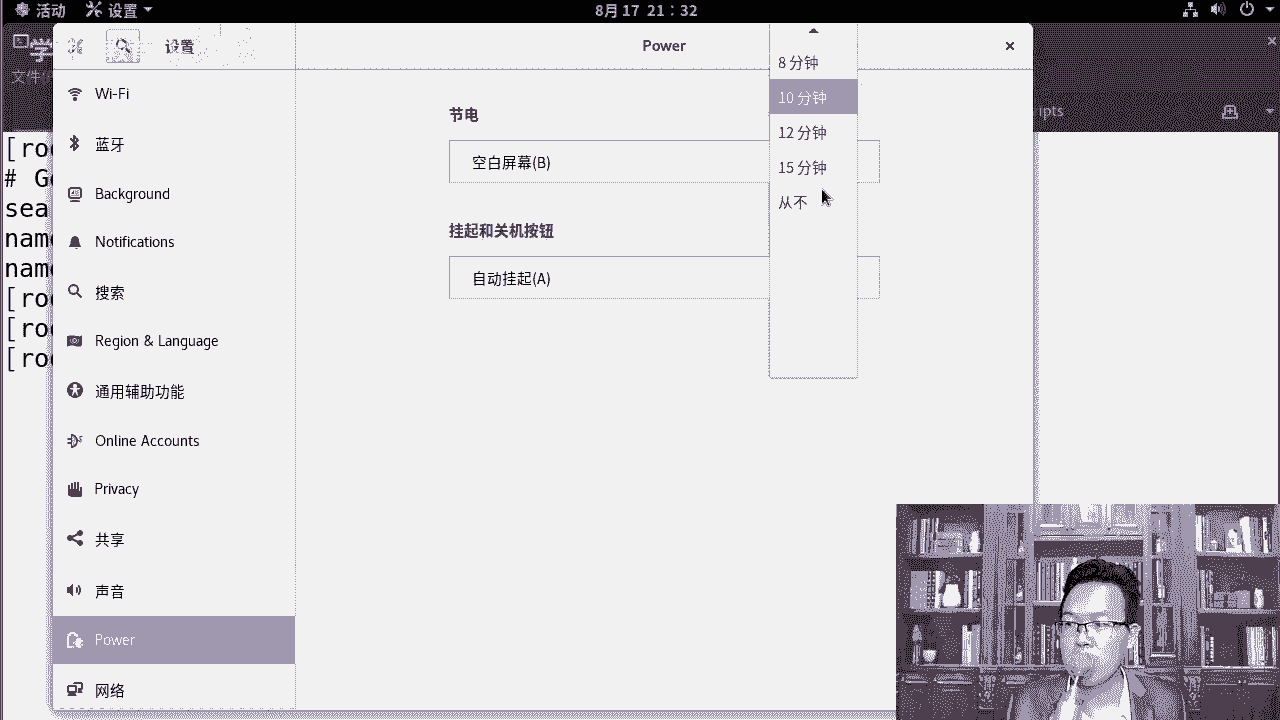 活动
设置
8月 17 21：32
设置
Power
文件
ipts
Wi-Fi
蓝牙
Background
Notifications
搜索
Region & Language
通用辅助功能
Online Accounts
Privacy
共享
声音
Power
网络
节电
空白屏幕(B)
挂起和关机按钮
自动挂起(A)
8 分钟
10 分钟
12 分钟
15 分钟
从不
[roo
# G
sea
name
name
[roo
[roo
[roo